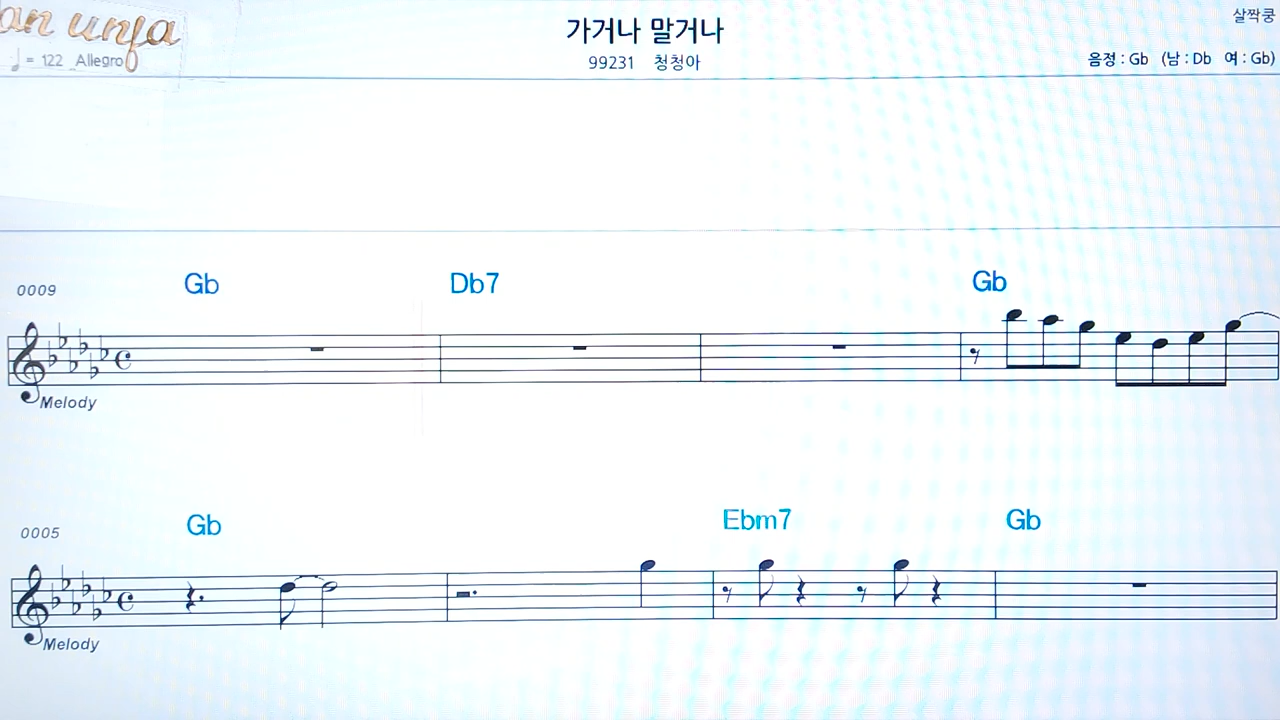 an unja
가거나 말거나
살짝쿵
♩ = 122 Allegro
99231 청청아
음정 : Gb (남 : Db 여 : Gb)
Gb Db7 Gb
0009
Melody
Gb Ebm7 Gb
0005
Melody